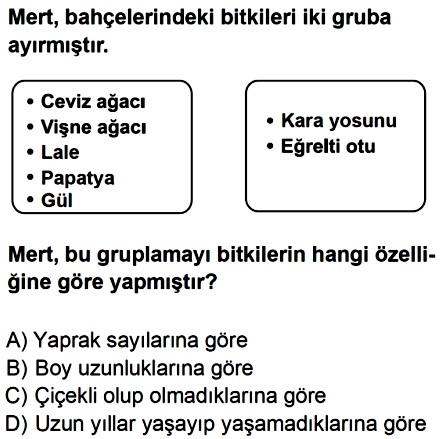 Mert, bahçelerindeki bitkileri iki gruba
ayırmıştır.
• Ceviz ağacı
• Vişne ağacı
• Lale
• Papatya
• Gül
• Kara yosunu
• Eğrelti otu
Mert, bu gruplamayı bitkilerin hangi özelli-
ğine göre yapmıştır?
A) Yaprak sayılarına göre
B) Boy uzunluklarına göre
C) Çiçekli olup olmadıklarına göre
D) Uzun yıllar yaşayıp yaşamadıklarına göre